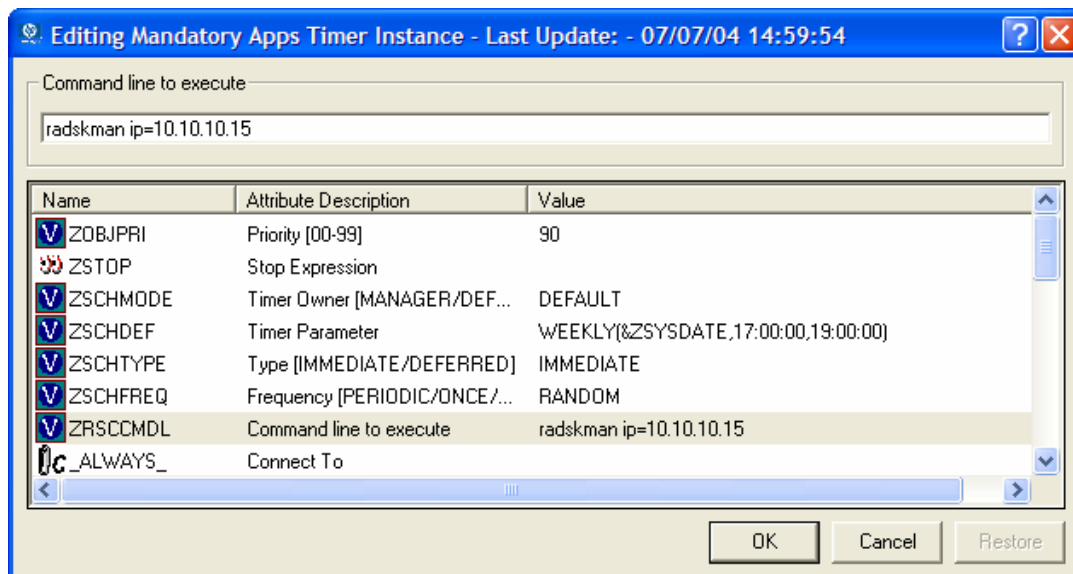 Editing Mandatory Apps Timer Instance - Last Update: - 07/07/04 14:59:54
Command line to execute
radskman ip=10.10.10.15
Name Attribute Description Value
V ZOBJPRI Priority [00-99] 90
ZSTOP Stop Expression
V ZSCHMODE Timer Owner [MANAGER/DEF... DEFAULT
V ZSCHDEF Timer Parameter WEEKLY(&ZSYSDATE,17:00:00,19:00:00)
V ZSCHTYPE Type [IMMEDIATE/DEFERRED] IMMEDIATE
V ZSCHFREQ Frequency [PERIODIC/ONCE/... RANDOM
V ZRSCCMDL Command line to execute radskman ip=10.10.10.15
C _ALWAYS_ Connect To
OK Cancel Restore